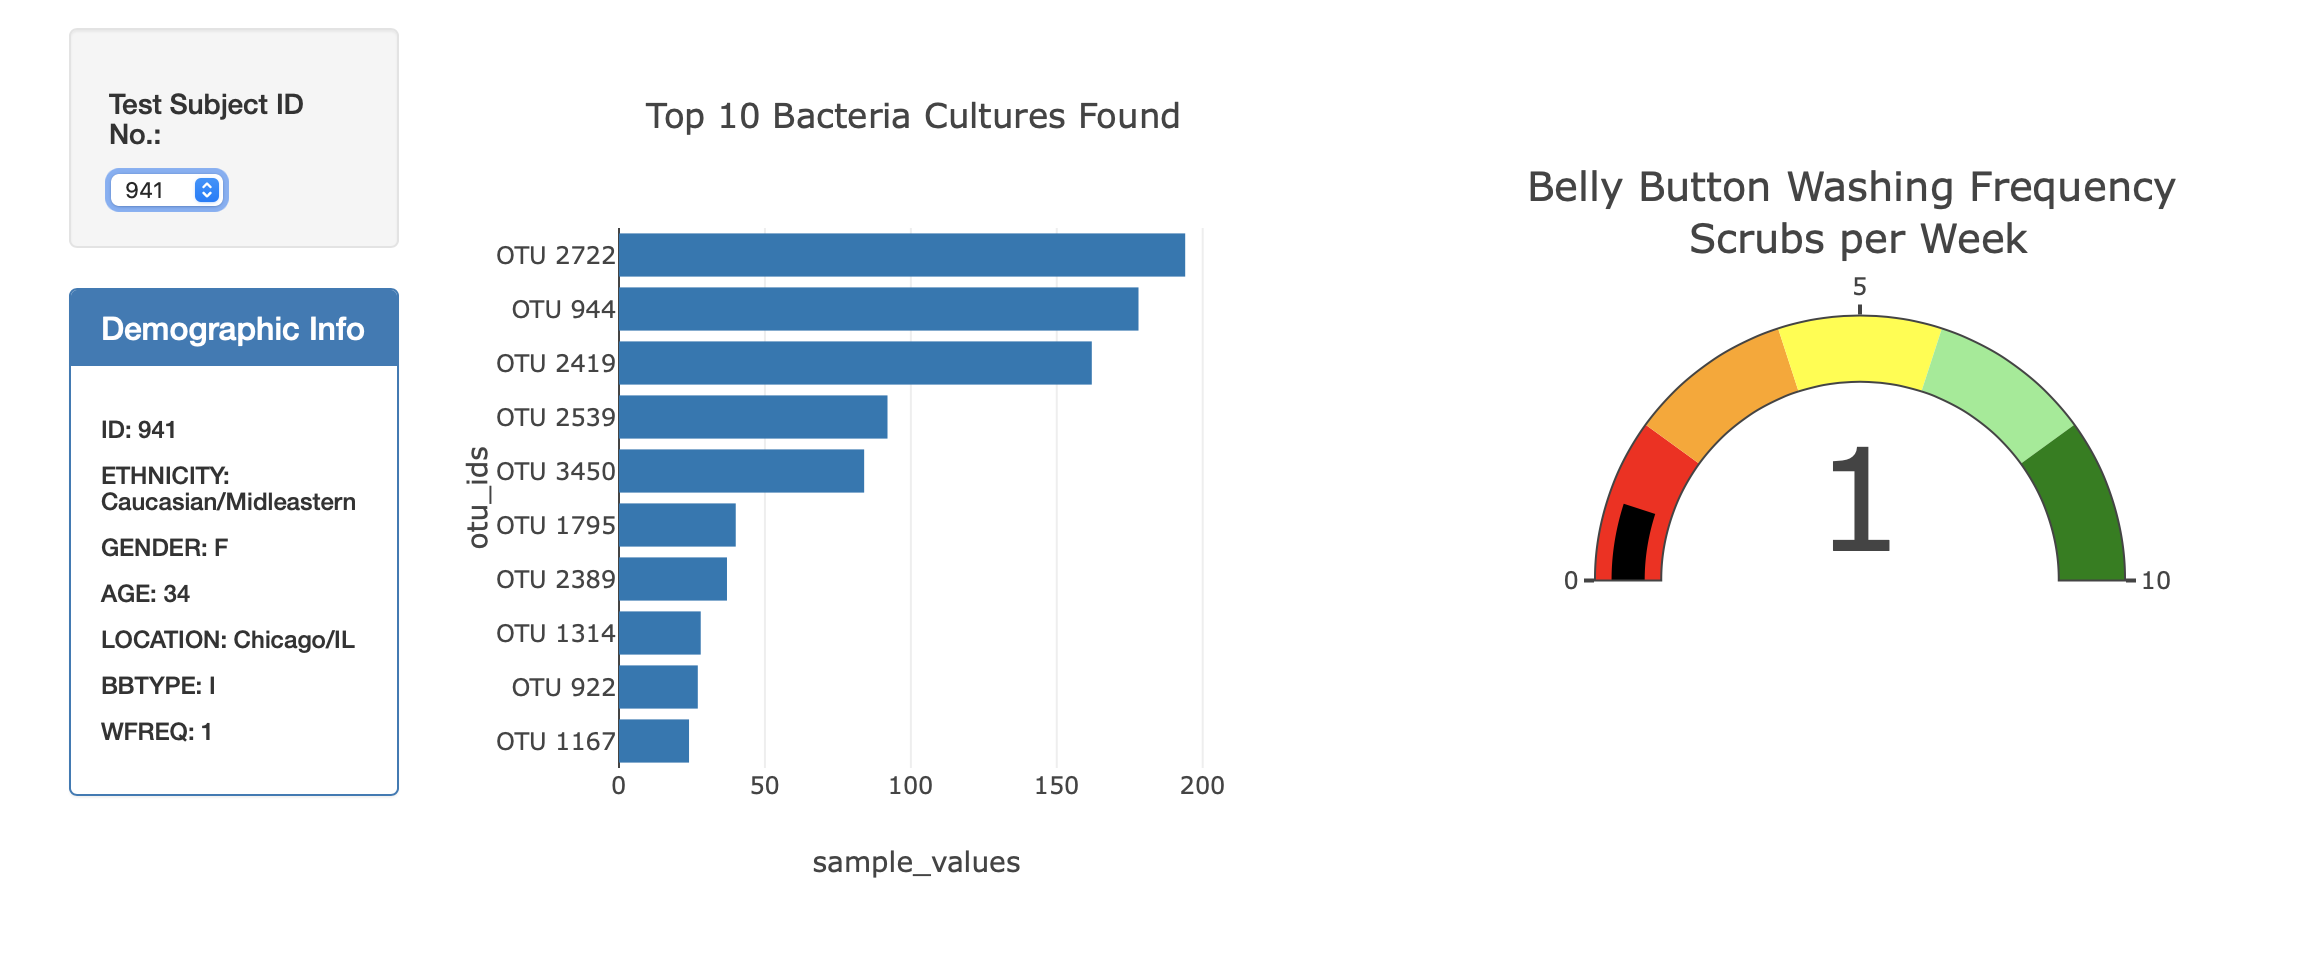 Test Subject ID
No.:
941
Demographic Info
ID: 941
ETHNICITY:
Caucasian/Midleastern
GENDER: F
AGE: 34
LOCATION: Chicago/IL
BBTYPE: I
WFREQ: 1
Top 10 Bacteria Cultures Found
otu_ids
OTU 2722
OTU 944
OTU 2419
OTU 2539
OTU 3450
OTU 1795
OTU 2389
OTU 1314
OTU 922
OTU 1167
0 50 100 150 200
sample_values
Belly Button Washing Frequency
Scrubs per Week
5
1
0 10